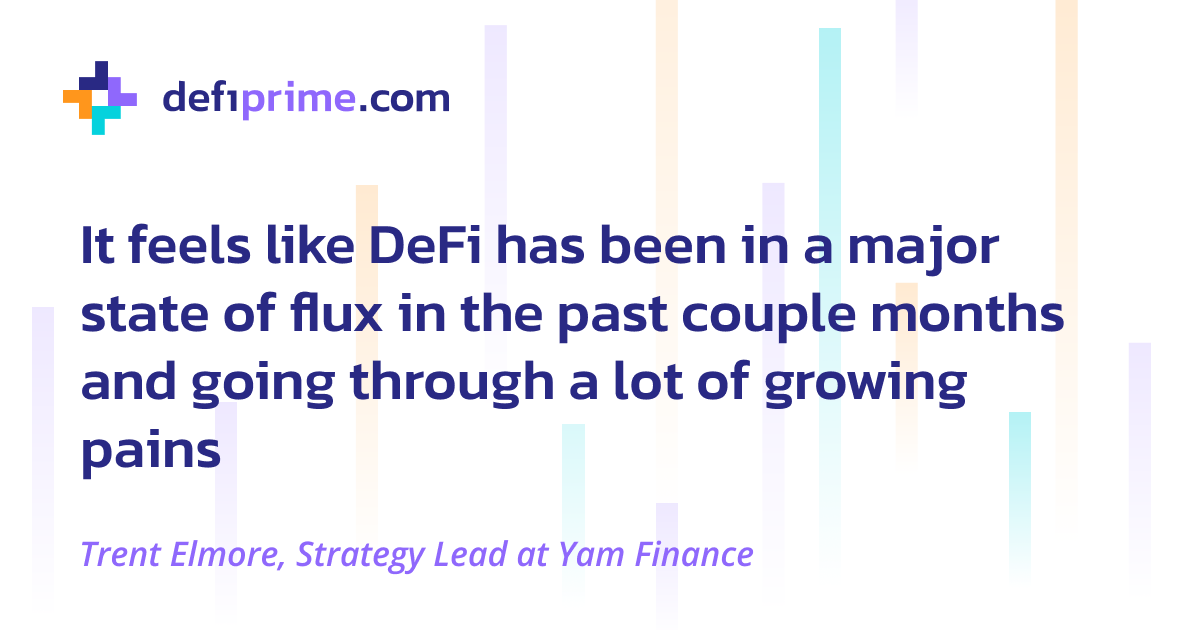 defiprime.com
It feels like DeFi has been in a major
state of flux in the past couple months
and going through a lot of growing
pains
Trent Elmore, Strategy Lead at Yam Finance